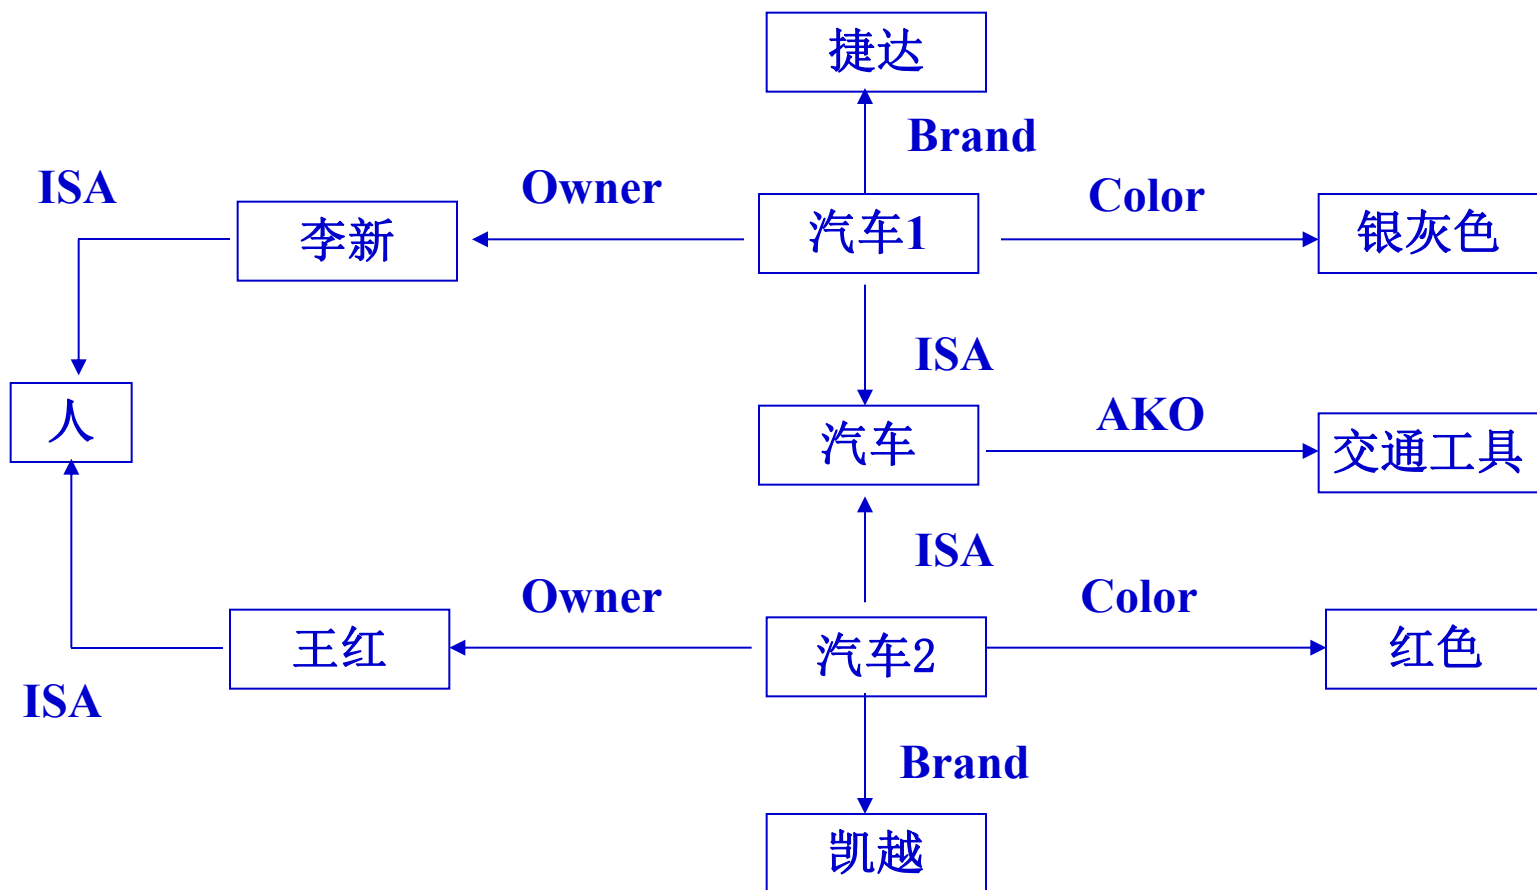 捷达
Brand
ISA
Owner
Color
李新
汽车1
银灰色
ISA
人
汽车
AKO
交通工具
ISA
Owner
Color
王红
汽车2
红色
ISA
Brand
凯越